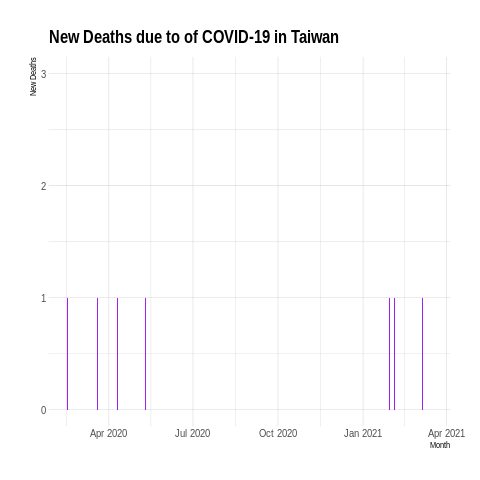 New Deaths due to of COVID-19 in Taiwan
New Deaths
3
2
1
0
Apr 2020 Jul 2020 Oct 2020 Jan 2021 Apr 2021
Month